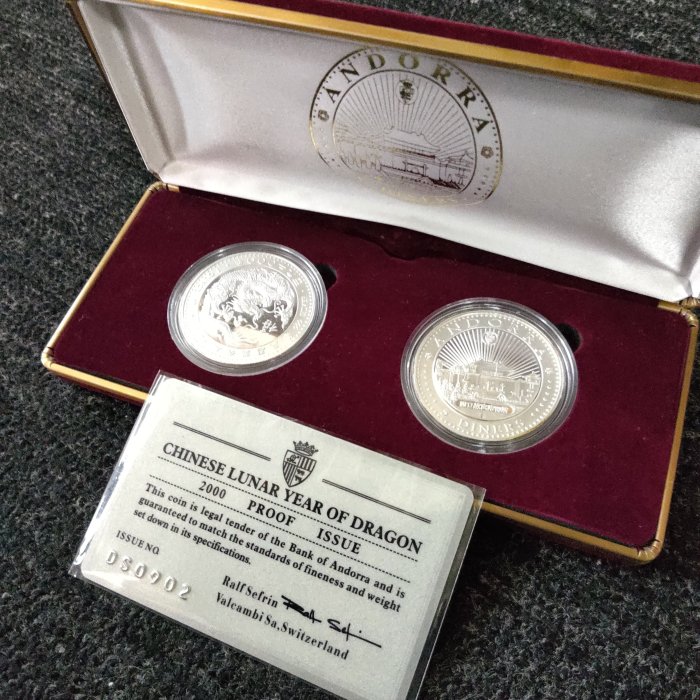 ANDORRA
ANDORRA
DINERS
CHINESE LUNAR YEAR OF DRAGON
2000 PROOF ISSUE
This coin is legal tender of the Bank of Andorra and is
guaranteed to match the standards of fineness and weight
set down in its specifications.
ISSUE NO.
Ralf Sefrin
Valcambi Sa, Switzerland